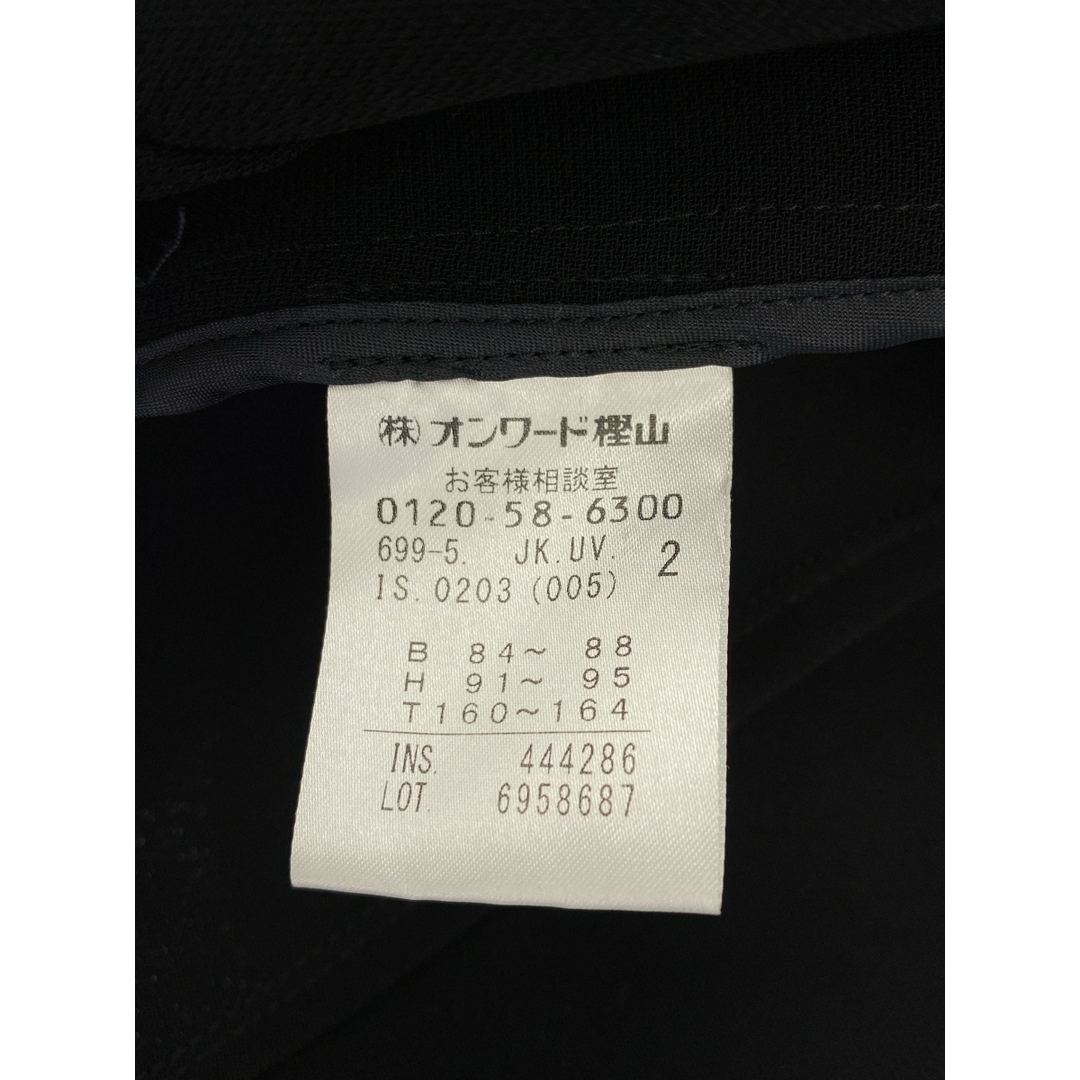 ㈱オンワード樫山
お客様相談室
0120-58-6300
699-5. JK.UV. 2
IS.0203 (005)
B 84～ 88
H 91～ 95
T160～164
INS. 444286
LOT. 6958687